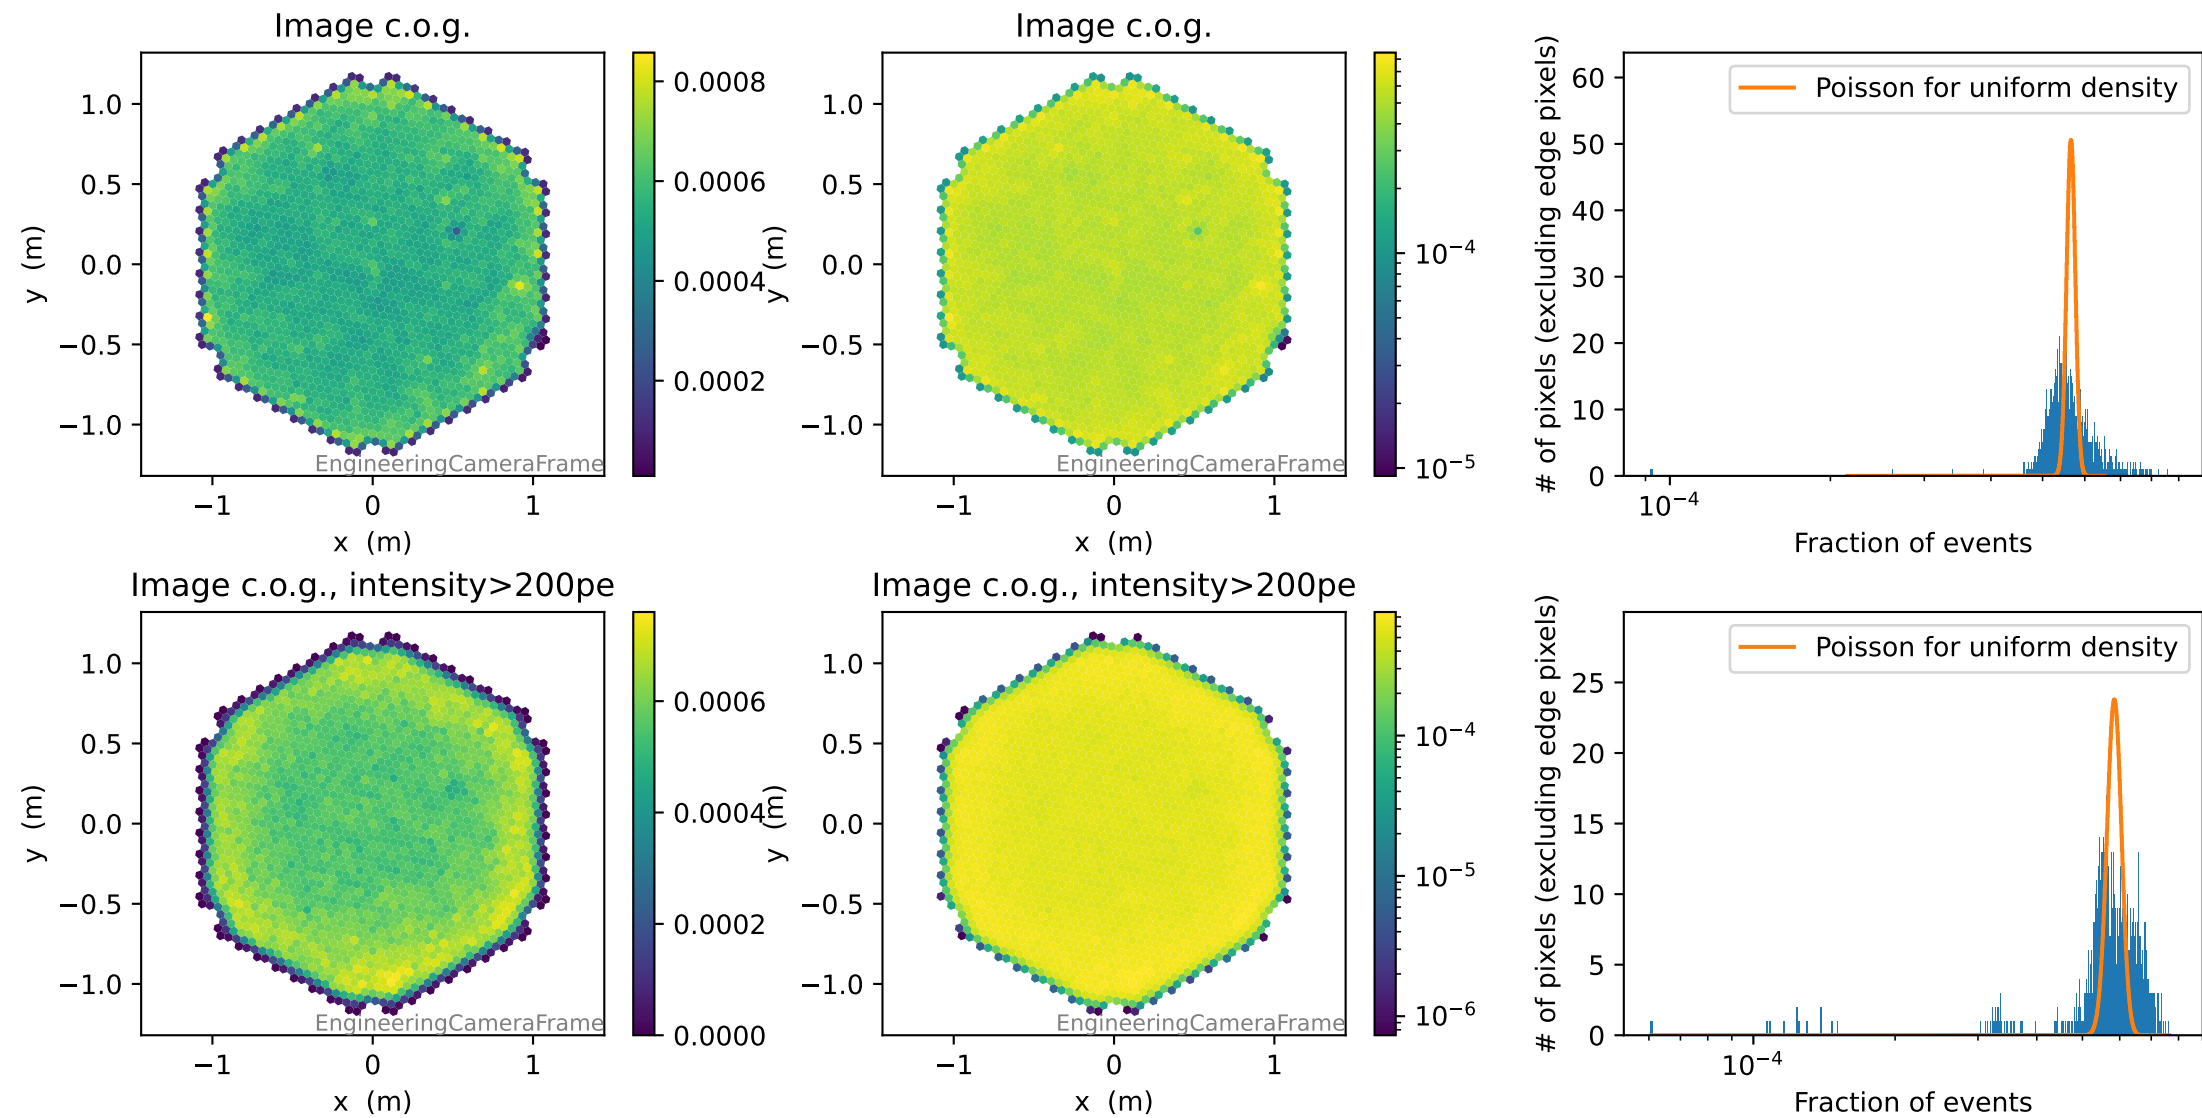 Image c.o.g.
1.0
0.5
0.0
−0.5
−1.0
y (m)
−1
0
1
x (m)
EngineeringCameraFrame
0.0008
0.0006
0.0004
0.0002
Image c.o.g.
1.0
0.5
0.0
−0.5
−1.0
y (m)
−1
0
1
x (m)
EngineeringCameraFrame
10⁻⁴
10⁻⁵
# of pixels (excluding edge pixels)
60
50
40
30
20
10
0
Poisson for uniform density
10⁻⁴
Fraction of events
Image c.o.g., intensity>200pe
1.0
0.5
0.0
−0.5
−1.0
y (m)
−1
0
1
x (m)
EngineeringCameraFrame
0.0006
0.0004
0.0002
0.0000
Image c.o.g., intensity>200pe
1.0
0.5
0.0
−0.5
−1.0
y (m)
−1
0
1
x (m)
EngineeringCameraFrame
10⁻⁴
10⁻⁵
10⁻⁶
# of pixels (excluding edge pixels)
25
20
15
10
5
0
Poisson for uniform density
10⁻⁴
Fraction of events